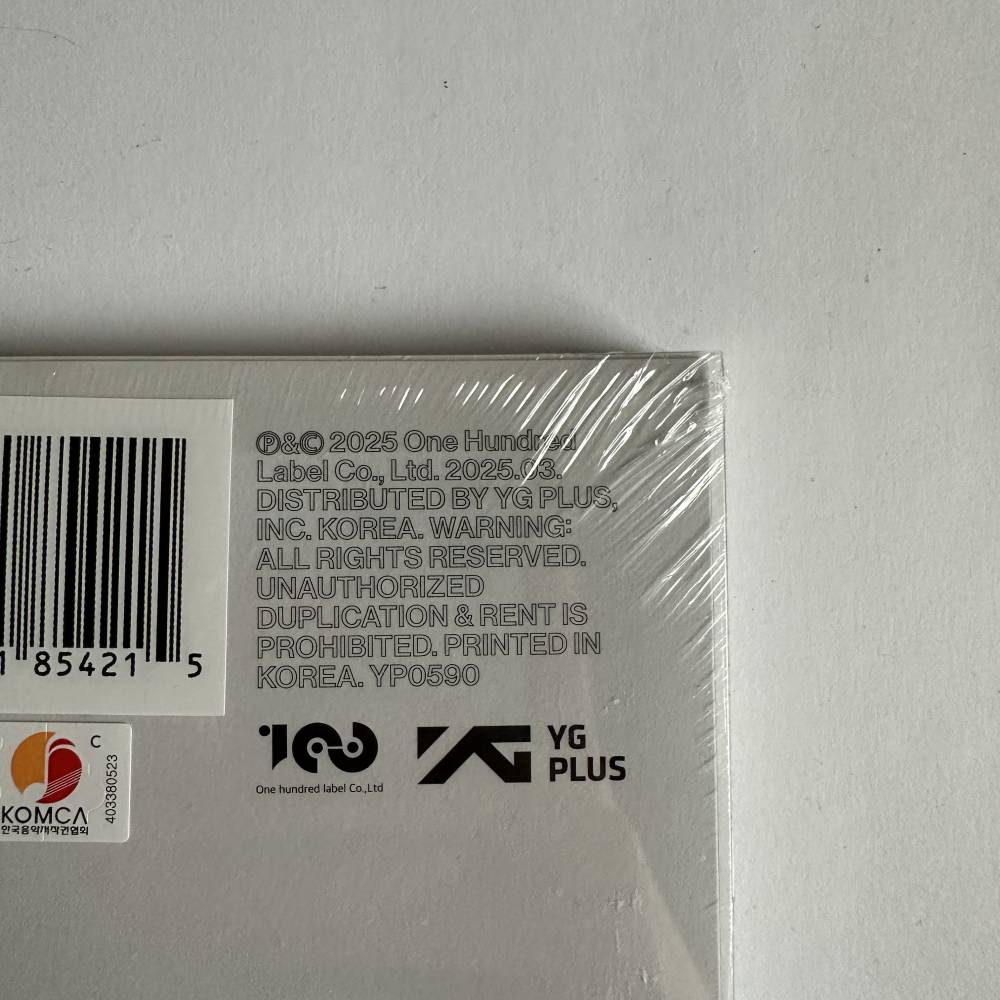 ℗&© 2025 One Hundred
Label Co., Ltd. 2025.03.
DISTRIBUTED BY YG PLUS,
INC. KOREA. WARNING:
ALL RIGHTS RESERVED.
UNAUTHORIZED
DUPLICATION & RENT IS
PROHIBITED. PRINTED IN
KOREA. YP0590
1 85421 5
100
One hundred label Co.,Ltd
YG
YG
PLUS
C
403380523
KOMCA
한국음악저작권협회